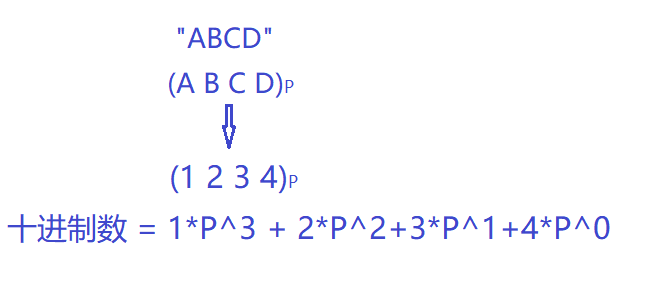 "ABCD"
(A B C D)P
(1 2 3 4)P
十进制数 = 1*P^3 + 2*P^2+3*P^1+4*P^0